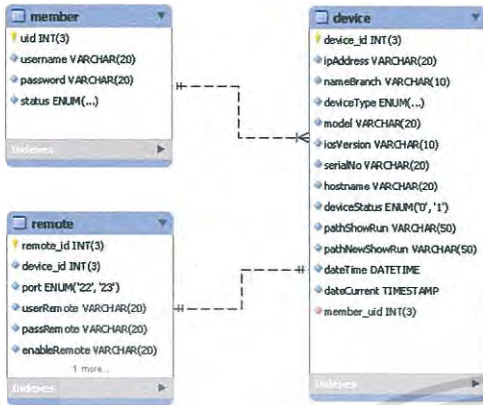 member
uid INT(3)
username VARCHAR(20)
password VARCHAR(20)
status ENUM(...)
Indexes
remote
remote_id INT(3)
device_id INT(3)
port ENUM('22', '23')
userRemote VARCHAR(20)
passRemote VARCHAR(20)
enableRemote VARCHAR(20)
1 more...
Indexes
device
device_id INT(3)
ipAddress VARCHAR(20)
nameBranch VARCHAR(10)
deviceType ENUM(...)
model VARCHAR(20)
iosVersion VARCHAR(10)
serialNo VARCHAR(20)
hostname VARCHAR(20)
deviceStatus ENUM('0', '1')
pathShowRun VARCHAR(50)
pathNewShowRun VARCHAR(50)
dateTime DATETIME
dateCurrent TIMESTAMP
member_uid INT(3)
Indexes